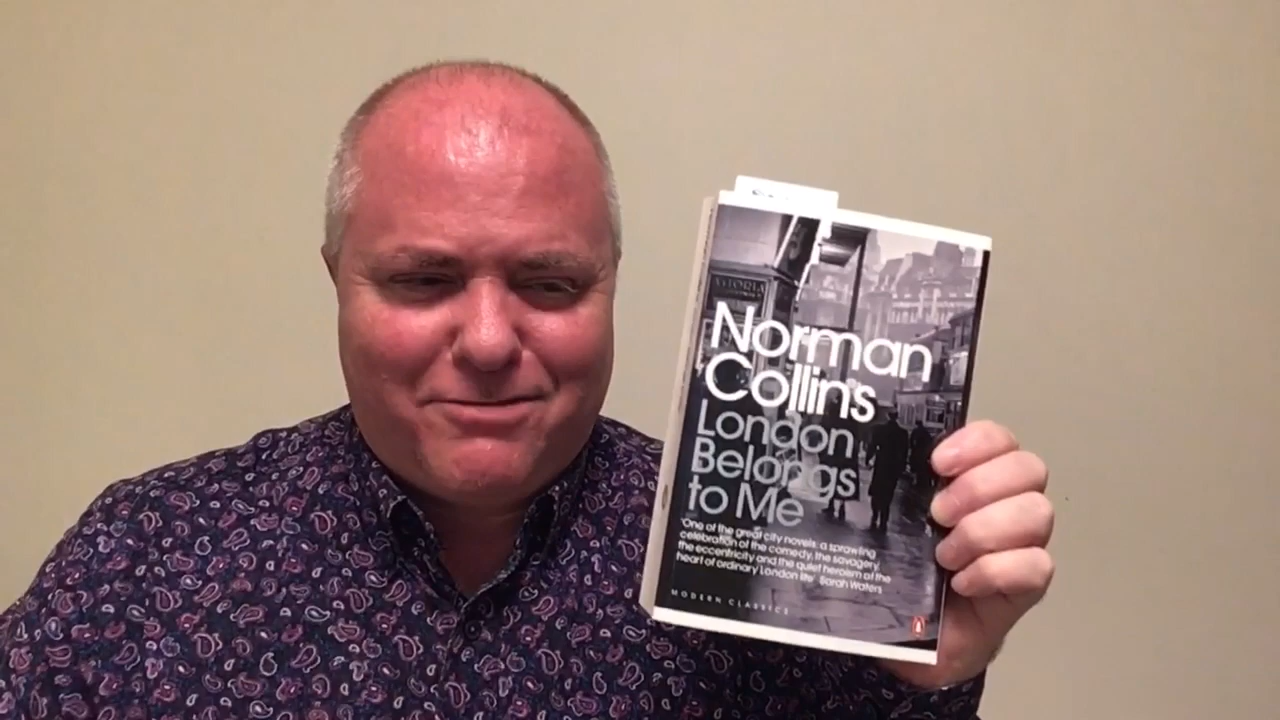 Norman
Collins
London
Belongs
to Me
'One of the great city novels: a sprawling
celebration of the comedy, the savagery,
the eccentricity and the quiet heroism at the
heart of ordinary London life' Sarah Waters
MODERN CLASSICS